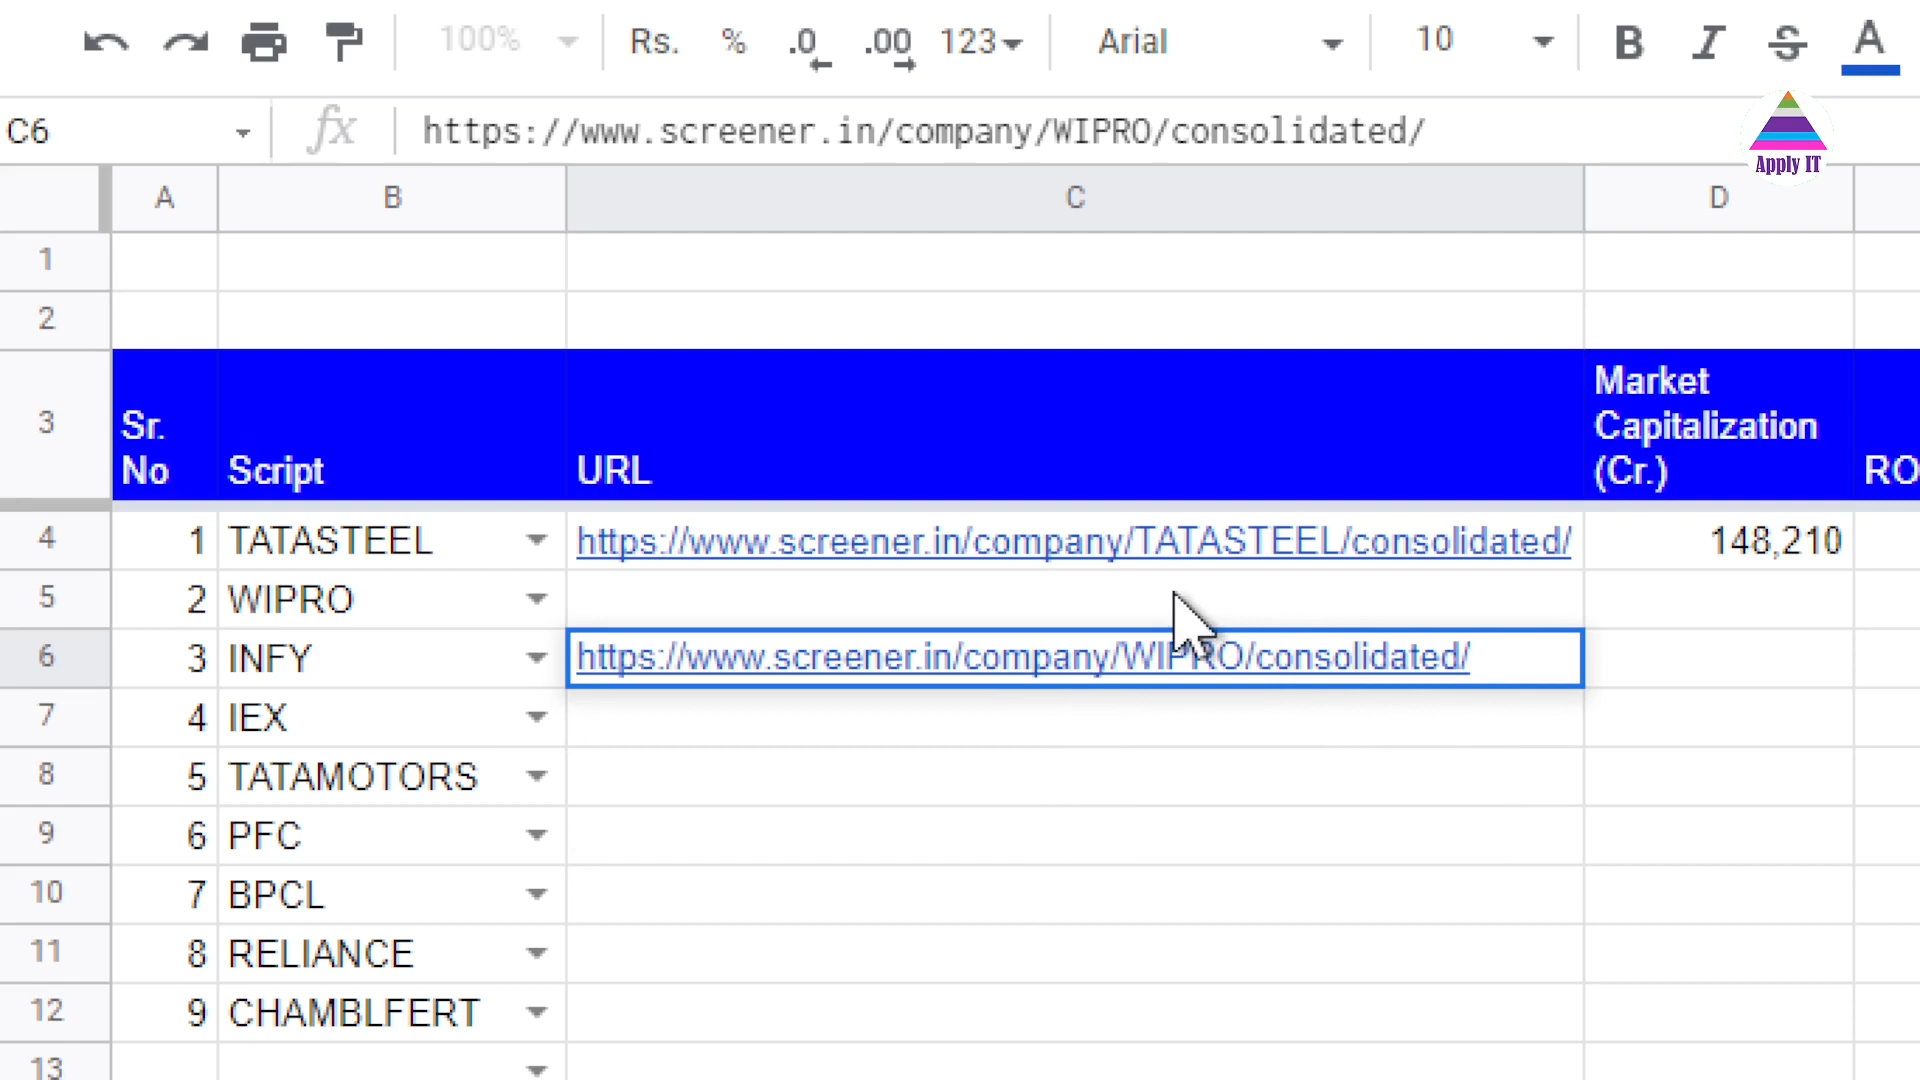 100% Rs. % .0 .00 123 Arial 10 B I S A
C6 fx https://www.screener.in/company/WIPRO/consolidated/
Apply IT
A B C D
1
2
3 Sr. No Script URL Market Capitalization (Cr.) RO
4 1 TATASTEEL https://www.screener.in/company/TATASTEEL/consolidated/ 148,210
5 2 WIPRO
6 3 INFY https://www.screener.in/company/WIPRO/consolidated/
7 4 IEX
8 5 TATAMOTORS
9 6 PFC
10 7 BPCL
11 8 RELIANCE
12 9 CHAMBLFERT
13